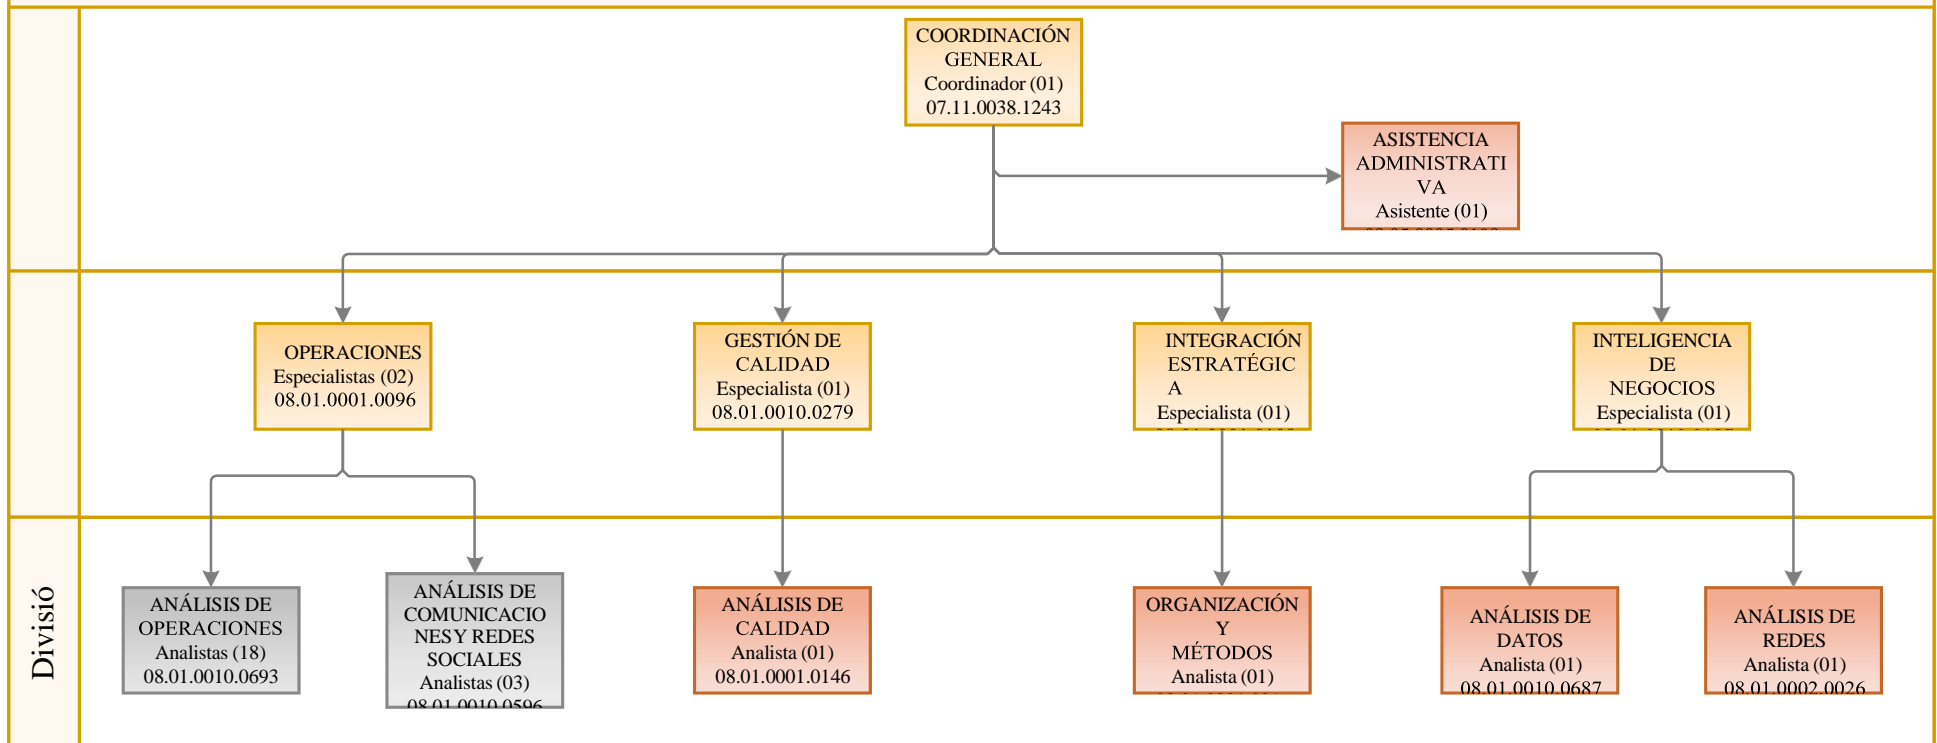 COORDINACIÓN
GENERAL
Coordinador (01)
07.11.0038.1243
ASISTENCIA
ADMINISTRATI
VA
Asistente (01)
OPERACIONES
Especialistas (02)
08.01.0001.0096
GESTIÓN DE
CALIDAD
Especialista (01)
08.01.0010.0279
INTEGRACIÓN
ESTRATÉGIC
A
Especialista (01)
INTELIGENCIA
DE
NEGOCIOS
Especialista (01)
Divisió
ANÁLISIS DE
OPERACIONES
Analistas (18)
08.01.0010.0693
ANÁLISIS DE
COMUNICACIO
NES Y REDES
SOCIALES
Analistas (03)
08.01.0010.0596
ANÁLISIS DE
CALIDAD
Analista (01)
08.01.0001.0146
ORGANIZACIÓN
Y
MÉTODOS
Analista (01)
ANÁLISIS DE
DATOS
Analista (01)
08.01.0010.0687
ANÁLISIS DE
REDES
Analista (01)
08.01.0002.0026